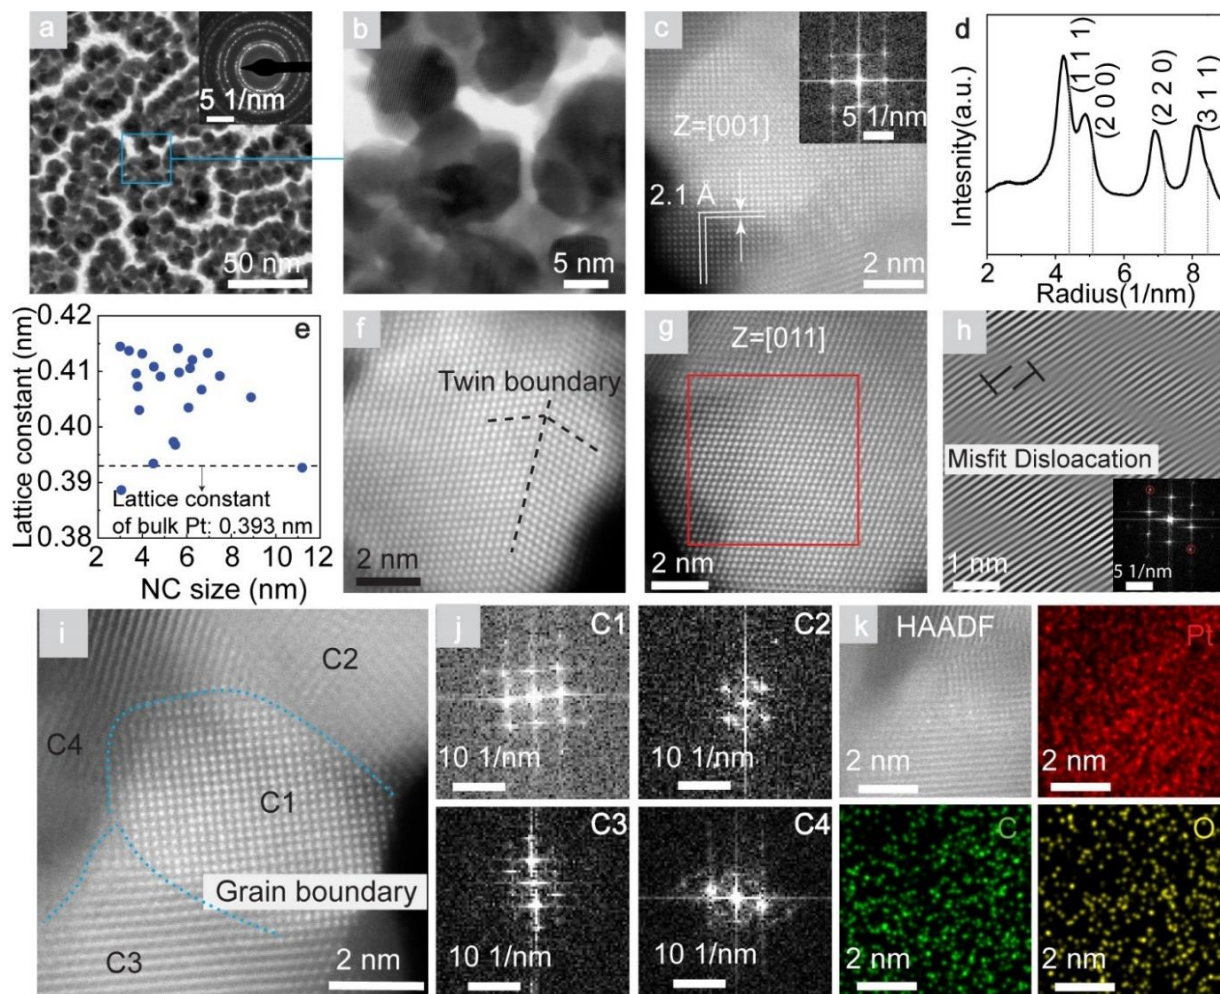 a
5 1/nm
50 nm
b
5 nm
c
Z=[001]
5 1/nm
2.1 Å
2 nm
d
Intesnity(a.u.)
(1 1 1)
(2 0 0)
(2 2 0)
(3 1 1)
2 4 6 8
Radius(1/nm)
e
Lattice constant (nm)
0.42
0.41
0.40
0.39
0.38
Lattice constant
of bulk Pt: 0.393 nm
2 4 6 8 10 12
NC size (nm)
f
Twin boundary
2 nm
g
Z=[011]
2 nm
h
Misfit Disloacation
1 nm
5 1/nm
i
C2
C4
C1
Grain boundary
C3
2 nm
j
C1
10 1/nm
C2
10 1/nm
C3
10 1/nm
C4
10 1/nm
k
HAADF
2 nm
Pt
2 nm
C
2 nm
O
2 nm